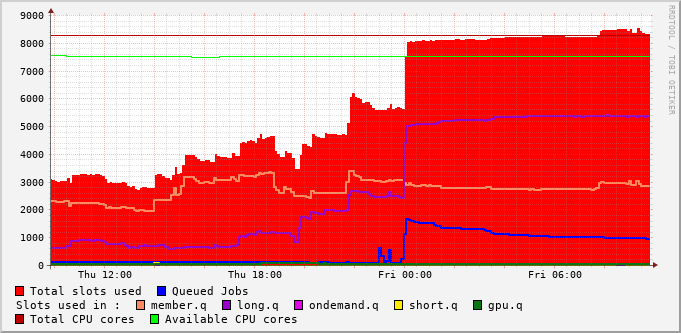 9000
8000
7000
6000
5000
4000
3000
2000
1000
0
Thu 12:00 Thu 18:00 Fri 00:00 Fri 06:00
RRDTOOL / TOBI OETIKER
Total slots used Queued Jobs
Slots used in : member.q long.q ondemand.q short.q gpu.q
Total CPU cores Available CPU cores